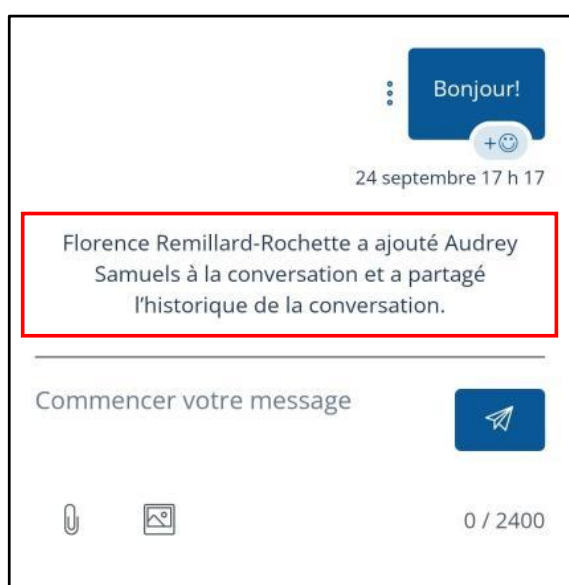 Bonjour!
+
24 septembre 17 h 17
Florence Remillard-Rochette a ajouté Audrey
Samuels à la conversation et a partagé
l’historique de la conversation.
Commencer votre message
0 / 2400